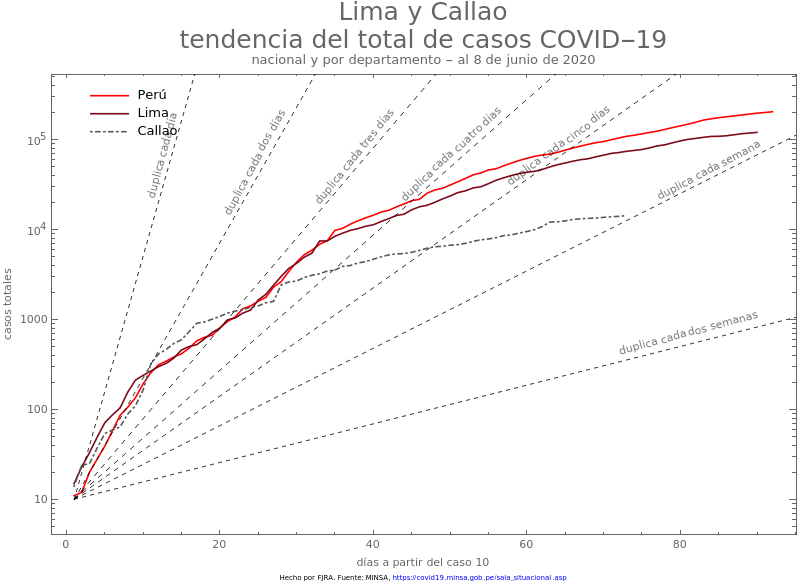 Lima y Callao
tendencia del total de casos COVID−19
nacional y por departamento − al 8 de junio de 2020
Perú
Lima
Callao
duplica cada día
duplica cada dos días
duplica cada tres días
duplica cada cuatro días
duplica cada cinco días
duplica cada semana
duplica cada dos semanas
casos totales
10⁵
10⁴
1000
100
10
0 20 40 60 80
días a partir del caso 10
Hecho por FJRA. Fuente: MINSA, https://covid19.minsa.gob.pe/sala_situacional.asp